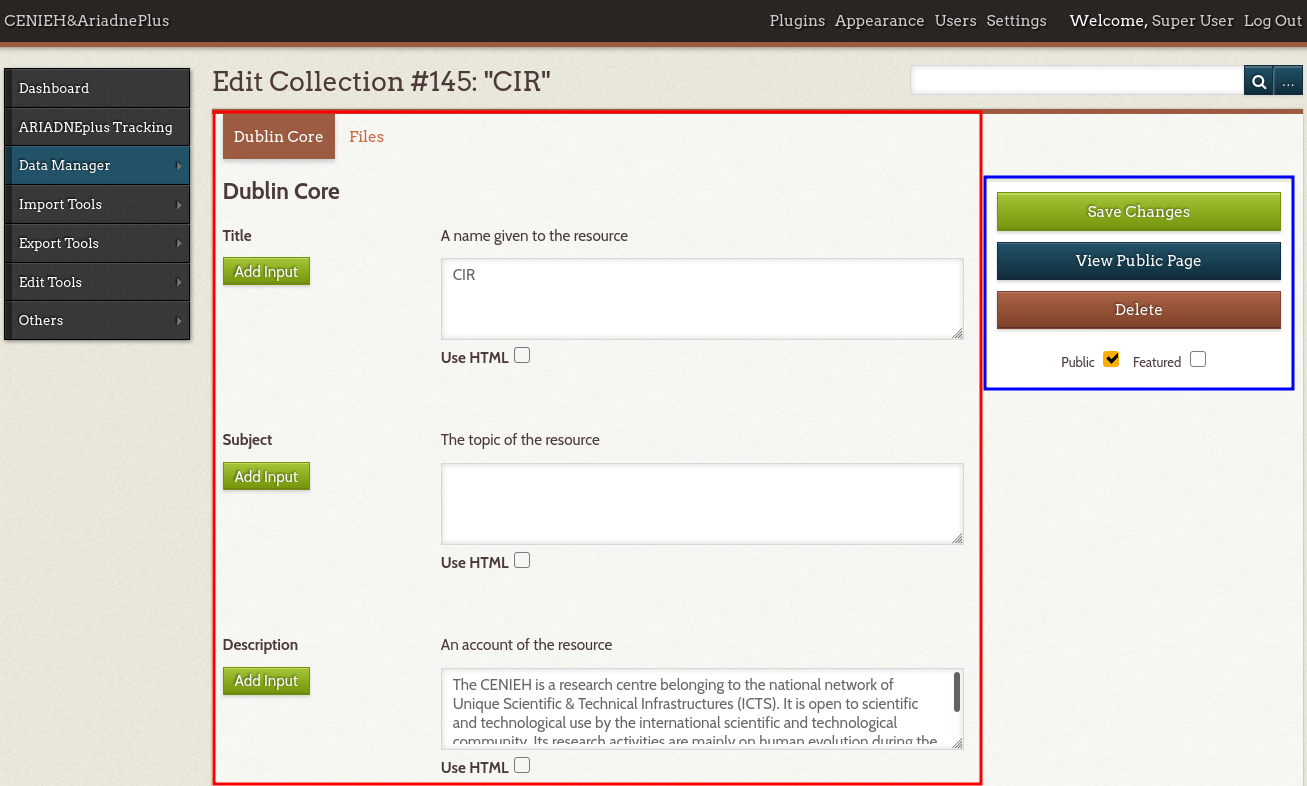 CENIEH&AriadnePlus
Plugins Appearance Users Settings Welcome, Super User Log Out
Dashboard
ARIADNEplus Tracking
Data Manager
Import Tools
Export Tools
Edit Tools
Others
Edit Collection #145: "CIR"
...
Dublin Core Files
Dublin Core
Title
A name given to the resource
Add Input
CIR
Use HTML
Subject
The topic of the resource
Add Input
Use HTML
Description
An account of the resource
Add Input
The CENIEH is a research centre belonging to the national network of
Unique Scientific & Technical Infrastructures (ICTS). It is open to scientific
and technological use by the international scientific and technological
community. Its research activities are mainly on human evolution during the
Use HTML
Save Changes
View Public Page
Delete
Public Featured